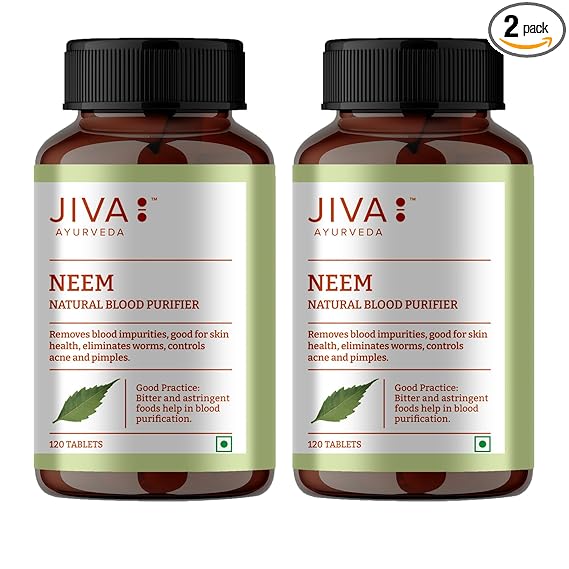 2
pack
JIVA ™
AYURVEDA
NEEM
NATURAL BLOOD PURIFIER
Removes blood impurities, good for skin
health, eliminates worms, controls
acne and pimples.
Good Practice:
Bitter and astringent
foods help in blood
purification.
120 TABLETS
JIVA ™
AYURVEDA
NEEM
NATURAL BLOOD PURIFIER
Removes blood impurities, good for skin
health, eliminates worms, controls
acne and pimples.
Good Practice:
Bitter and astringent
foods help in blood
purification.
120 TABLETS